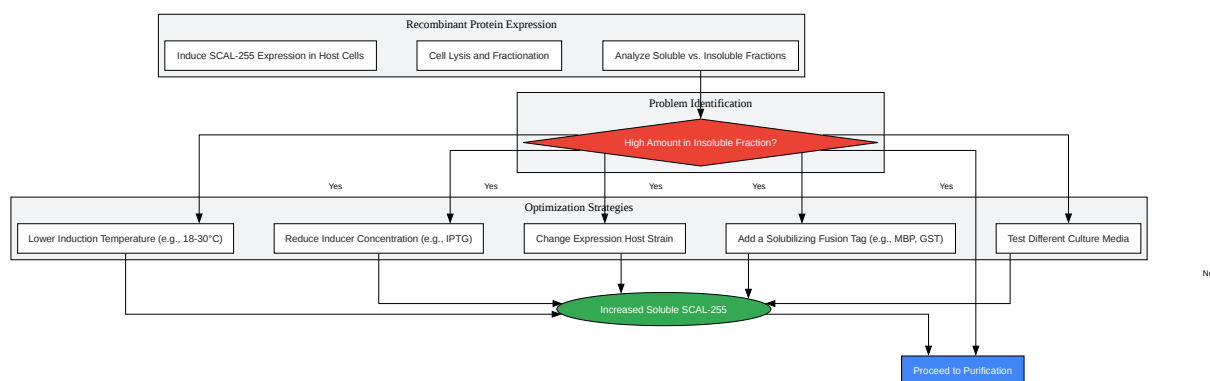 Recombinant Protein Expression
Induce SCAL-255 Expression in Host Cells
Cell Lysis and Fractionation
Analyze Soluble vs. Insoluble Fractions
Problem Identification
High Amount in Insoluble Fraction?
Yes
Yes
Yes
Yes
Yes
Optimization Strategies
Lower Induction Temperature (e.g., 18-30°C)
Reduce Inducer Concentration (e.g., IPTG)
Change Expression Host Strain
Add a Solubilizing Fusion Tag (e.g., MBP, GST)
Test Different Culture Media
Increased Soluble SCAL-255
Proceed to Purification